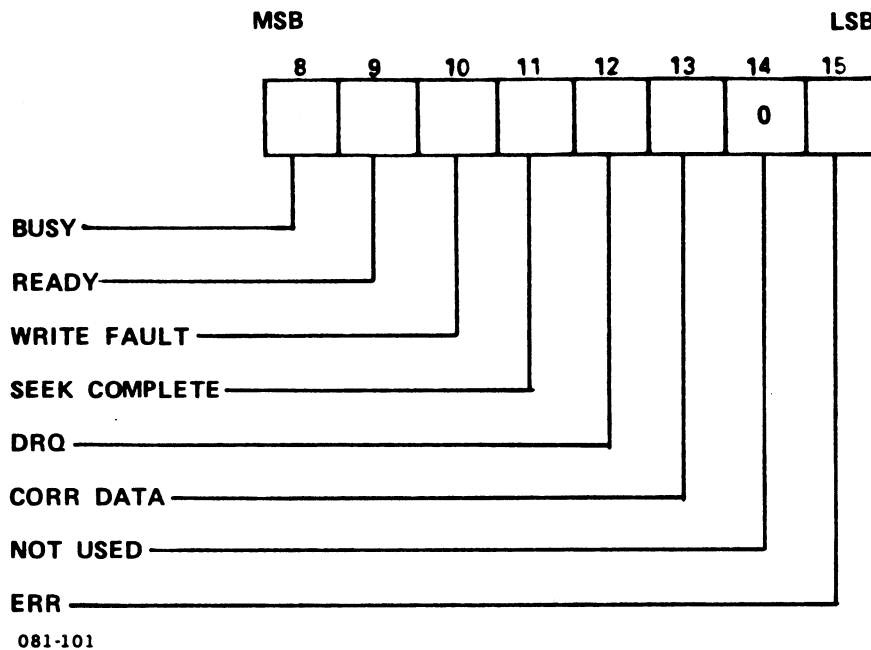 MSB LSB
8 9 10 11 12 13 14 15
0
BUSY
READY
WRITE FAULT
SEEK COMPLETE
DRQ
CORR DATA
NOT USED
ERR
081-101